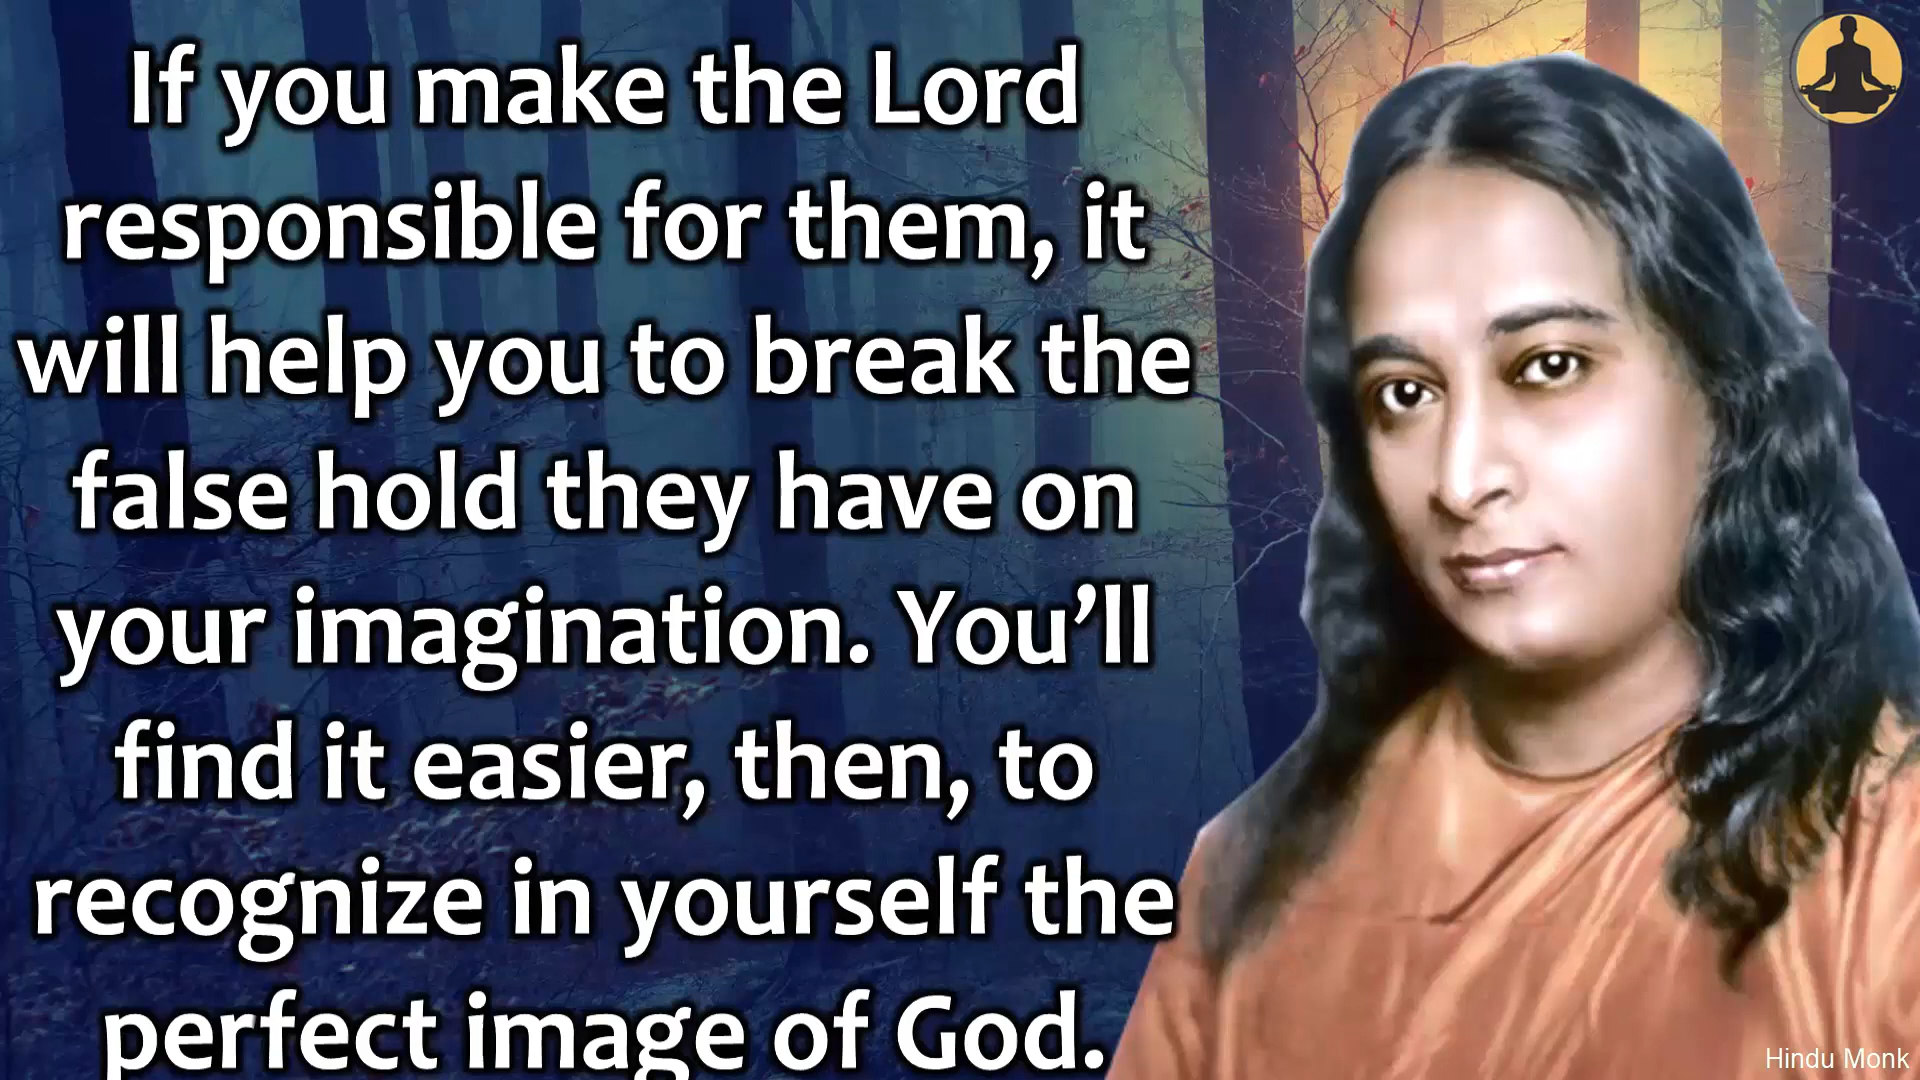 If you make the Lord
responsible for them, it
will help you to break the
false hold they have on
your imagination. You’ll
find it easier, then, to
recognize in yourself the
perfect image of God.
Hindu Monk